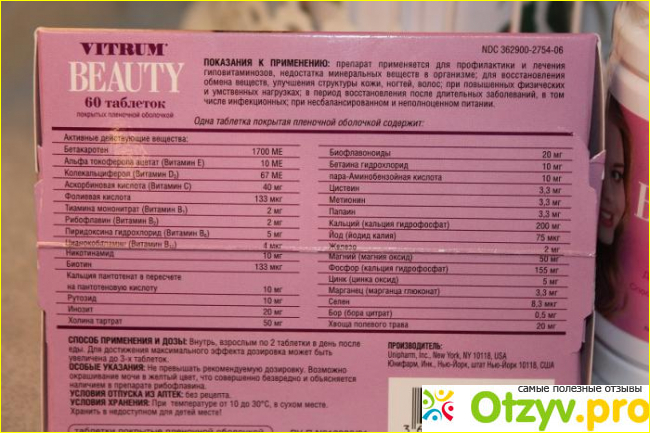 VITRUM®
BEAUTY
60 таблеток
покрытых пленочной оболочкой
NDC 362900-2754-06
ПОКАЗАНИЯ К ПРИМЕНЕНИЮ: препарат применяется для профилактики и лечения
гиповитаминозов, недостатка минеральных веществ в организме; для восстановления
обмена веществ, улучшения структуры кожи, ногтей, волос; при повышенных физических
и умственных нагрузках; в период восстановления после длительных заболеваний, в том
числе инфекционных; при несбалансированном и неполноценном питании.
Одна таблетка покрытая пленочной оболочкой содержит:
Активные действующие вещества:
Бетакаротен 1700 МЕ
Альфа токоферола ацетат (Витамин E) 10 МЕ
Колекальциферол (Витамин D₃) 67 МЕ
Аскорбиновая кислота (Витамин C) 40 мг
Фолиевая кислота 133 мкг
Тиамина мононитрат (Витамин B₁) 2 мг
Рибофлавин (Витамин B₂) 2 мг
Пиридоксина гидрохлорид (Витамин B₆) 5 мг
Цианокобаламин (Витамин B₁₂) 4 мкг
Никотинамид 10 мг
Биотин 133 мкг
Кальция пантотенат в пересчете
на пантотеновую кислоту 10 мг
Рутозид 10 мг
Инозит 20 мг
Холина тартрат 50 мг
Биофлавоноиды 20 мг
Бетаина гидрохлорид 10 мг
пара-Аминобензойная кислота 10 мг
Цистеин 3,3 мг
Метионин 3,3 мг
Папаин 3,3 мг
Кальций (кальция гидрофосфат) 200 мг
Йод (йодид калия) 75 мкг
Железо 2 мг
Магний (магния оксид) 50 мг
Фосфор (кальция гидрофосфат) 155 мг
Цинк (цинка оксид) 5 мг
Марганец (марганца глюконат) 3,3 мг
Селен 8,3 мкг
Бор (бора цитрат) 0,5 мг
Хвоща полевого трава 20 мг
СПОСОБ ПРИМЕНЕНИЯ И ДОЗЫ: Внутрь, взрослым по 2 таблетки в день после
еды. Для достижения максимального эффекта дозировка может быть
увеличена до 3-х таблеток.
ОСОБЫЕ УКАЗАНИЯ: Не превышать рекомендуемую дозировку. Возможно
окрашивание мочи в желтый цвет, что совершенно безвредно и объясняется
наличием в препарате рибофлавина.
УСЛОВИЯ ОТПУСКА ИЗ АПТЕК: без рецепта.
УСЛОВИЯ ХРАНЕНИЯ: При температуре от 10 до 30°C, в сухом месте.
Хранить в недоступном для детей месте!
ПРОИЗВОДИТЕЛЬ:
Unipharm, Inc., New York, NY 10118, USA
Юнифарм, Инк., Нью-Йорк, штат Нью-Йорк 10118, США
самые полезные отзывы
Otzyv.pro